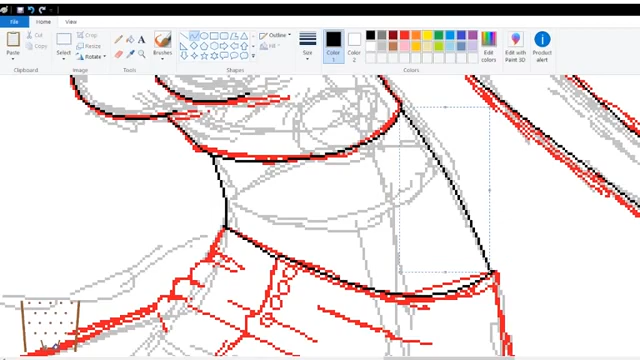 File Home View
Paste
Cut
Copy
Clipboard
Select
Crop
Resize
Rotate
Image
Tools
Brushes
Shapes
Outline
Fill
Size
Color 1
Color 2
Colors
Edit colors
Edit with Paint 3D
Product alert